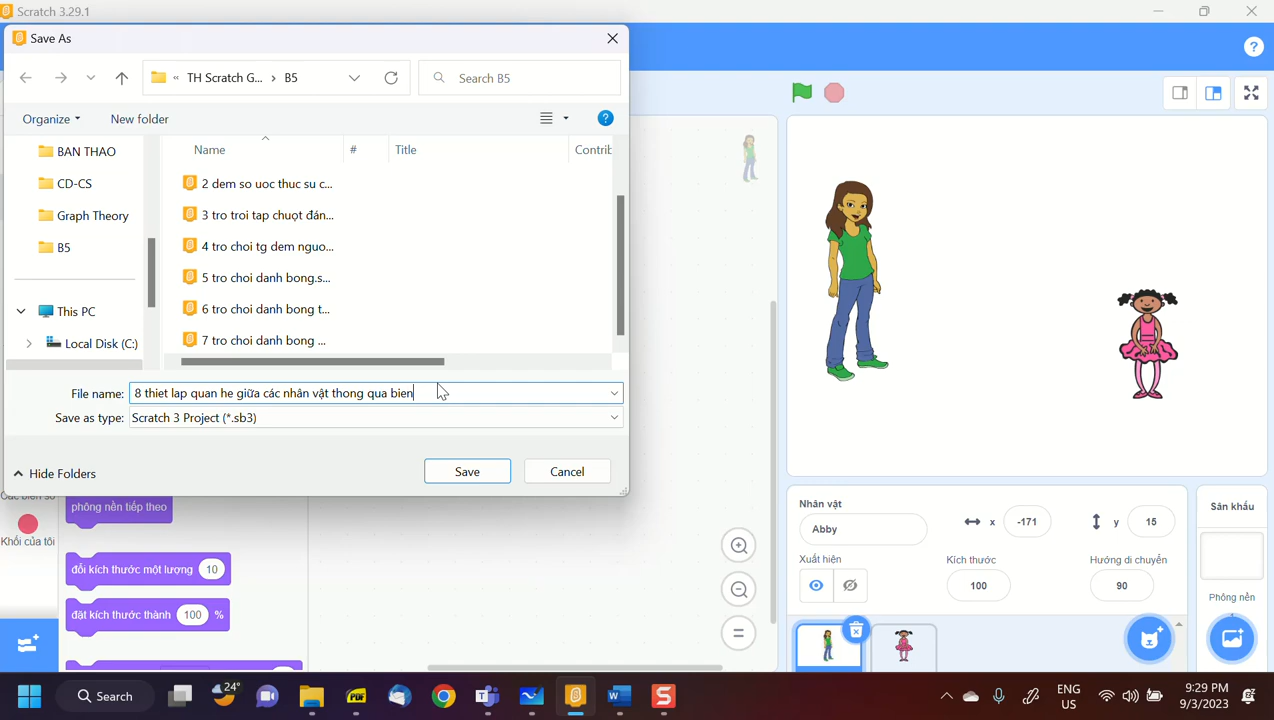 Scratch 3.29.1
Save As
« TH Scratch G... › B5
Search B5
Organize
New folder
BAN THAO
CD-CS
Graph Theory
B5
This PC
Local Disk (C:)
Name
#
Title
Contrib
2 dem so uoc thuc su c...
3 tro troi tap chuọt đán...
4 tro choi tg dem nguo...
5 tro choi danh bong.s...
6 tro choi danh bong t...
7 tro choi danh bong ...
File name: 8 thiet lap quan he giữa các nhân vật thong qua bien
Save as type: Scratch 3 Project (*.sb3)
Hide Folders
Save
Cancel
Khối của tôi
phông nền tiếp theo
đổi kích thước một lượng 10
đặt kích thước thành 100 %
Nhân vật
Abby
x -171
y 15
Xuất hiện
Kích thước
100
Hướng di chuyển
90
Sân khấu
Phông nền
Search
24°
PDF
ENG
US
9:29 PM
9/3/2023